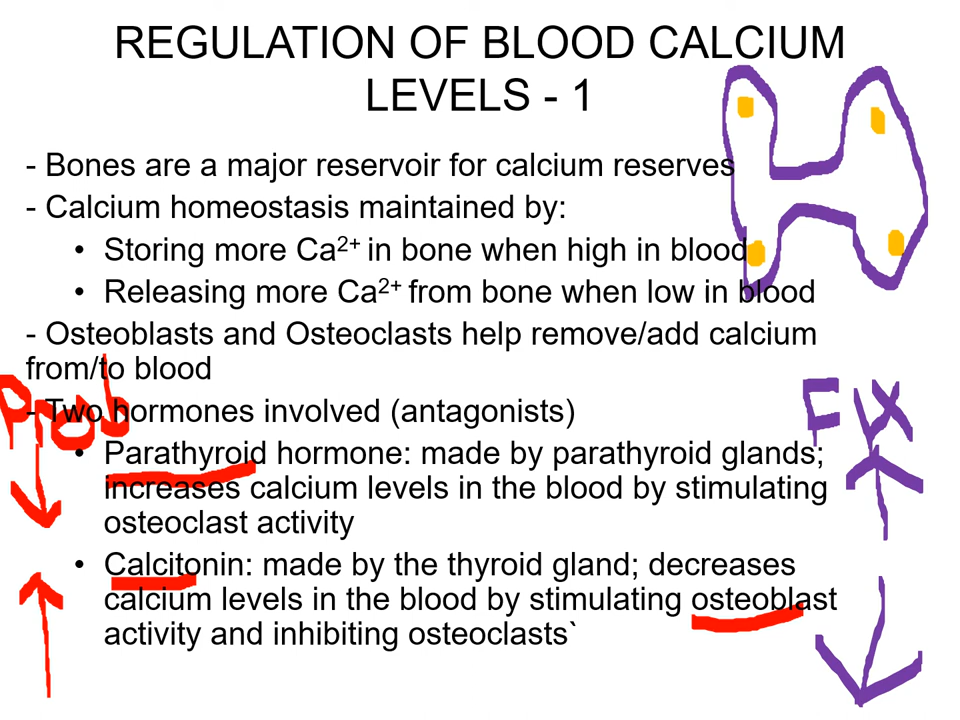 REGULATION OF BLOOD CALCIUM
LEVELS - 1
- Bones are a major reservoir for calcium reserves
- Calcium homeostasis maintained by:
• Storing more Ca²⁺ in bone when high in blood
• Releasing more Ca²⁺ from bone when low in blood
- Osteoblasts and Osteoclasts help remove/add calcium
from/to blood
Prob
Fix
- Two hormones involved (antagonists)
• Parathyroid hormone: made by parathyroid glands;
increases calcium levels in the blood by stimulating
osteoclast activity
• Calcitonin: made by the thyroid gland; decreases
calcium levels in the blood by stimulating osteoblast
activity and inhibiting osteoclasts`